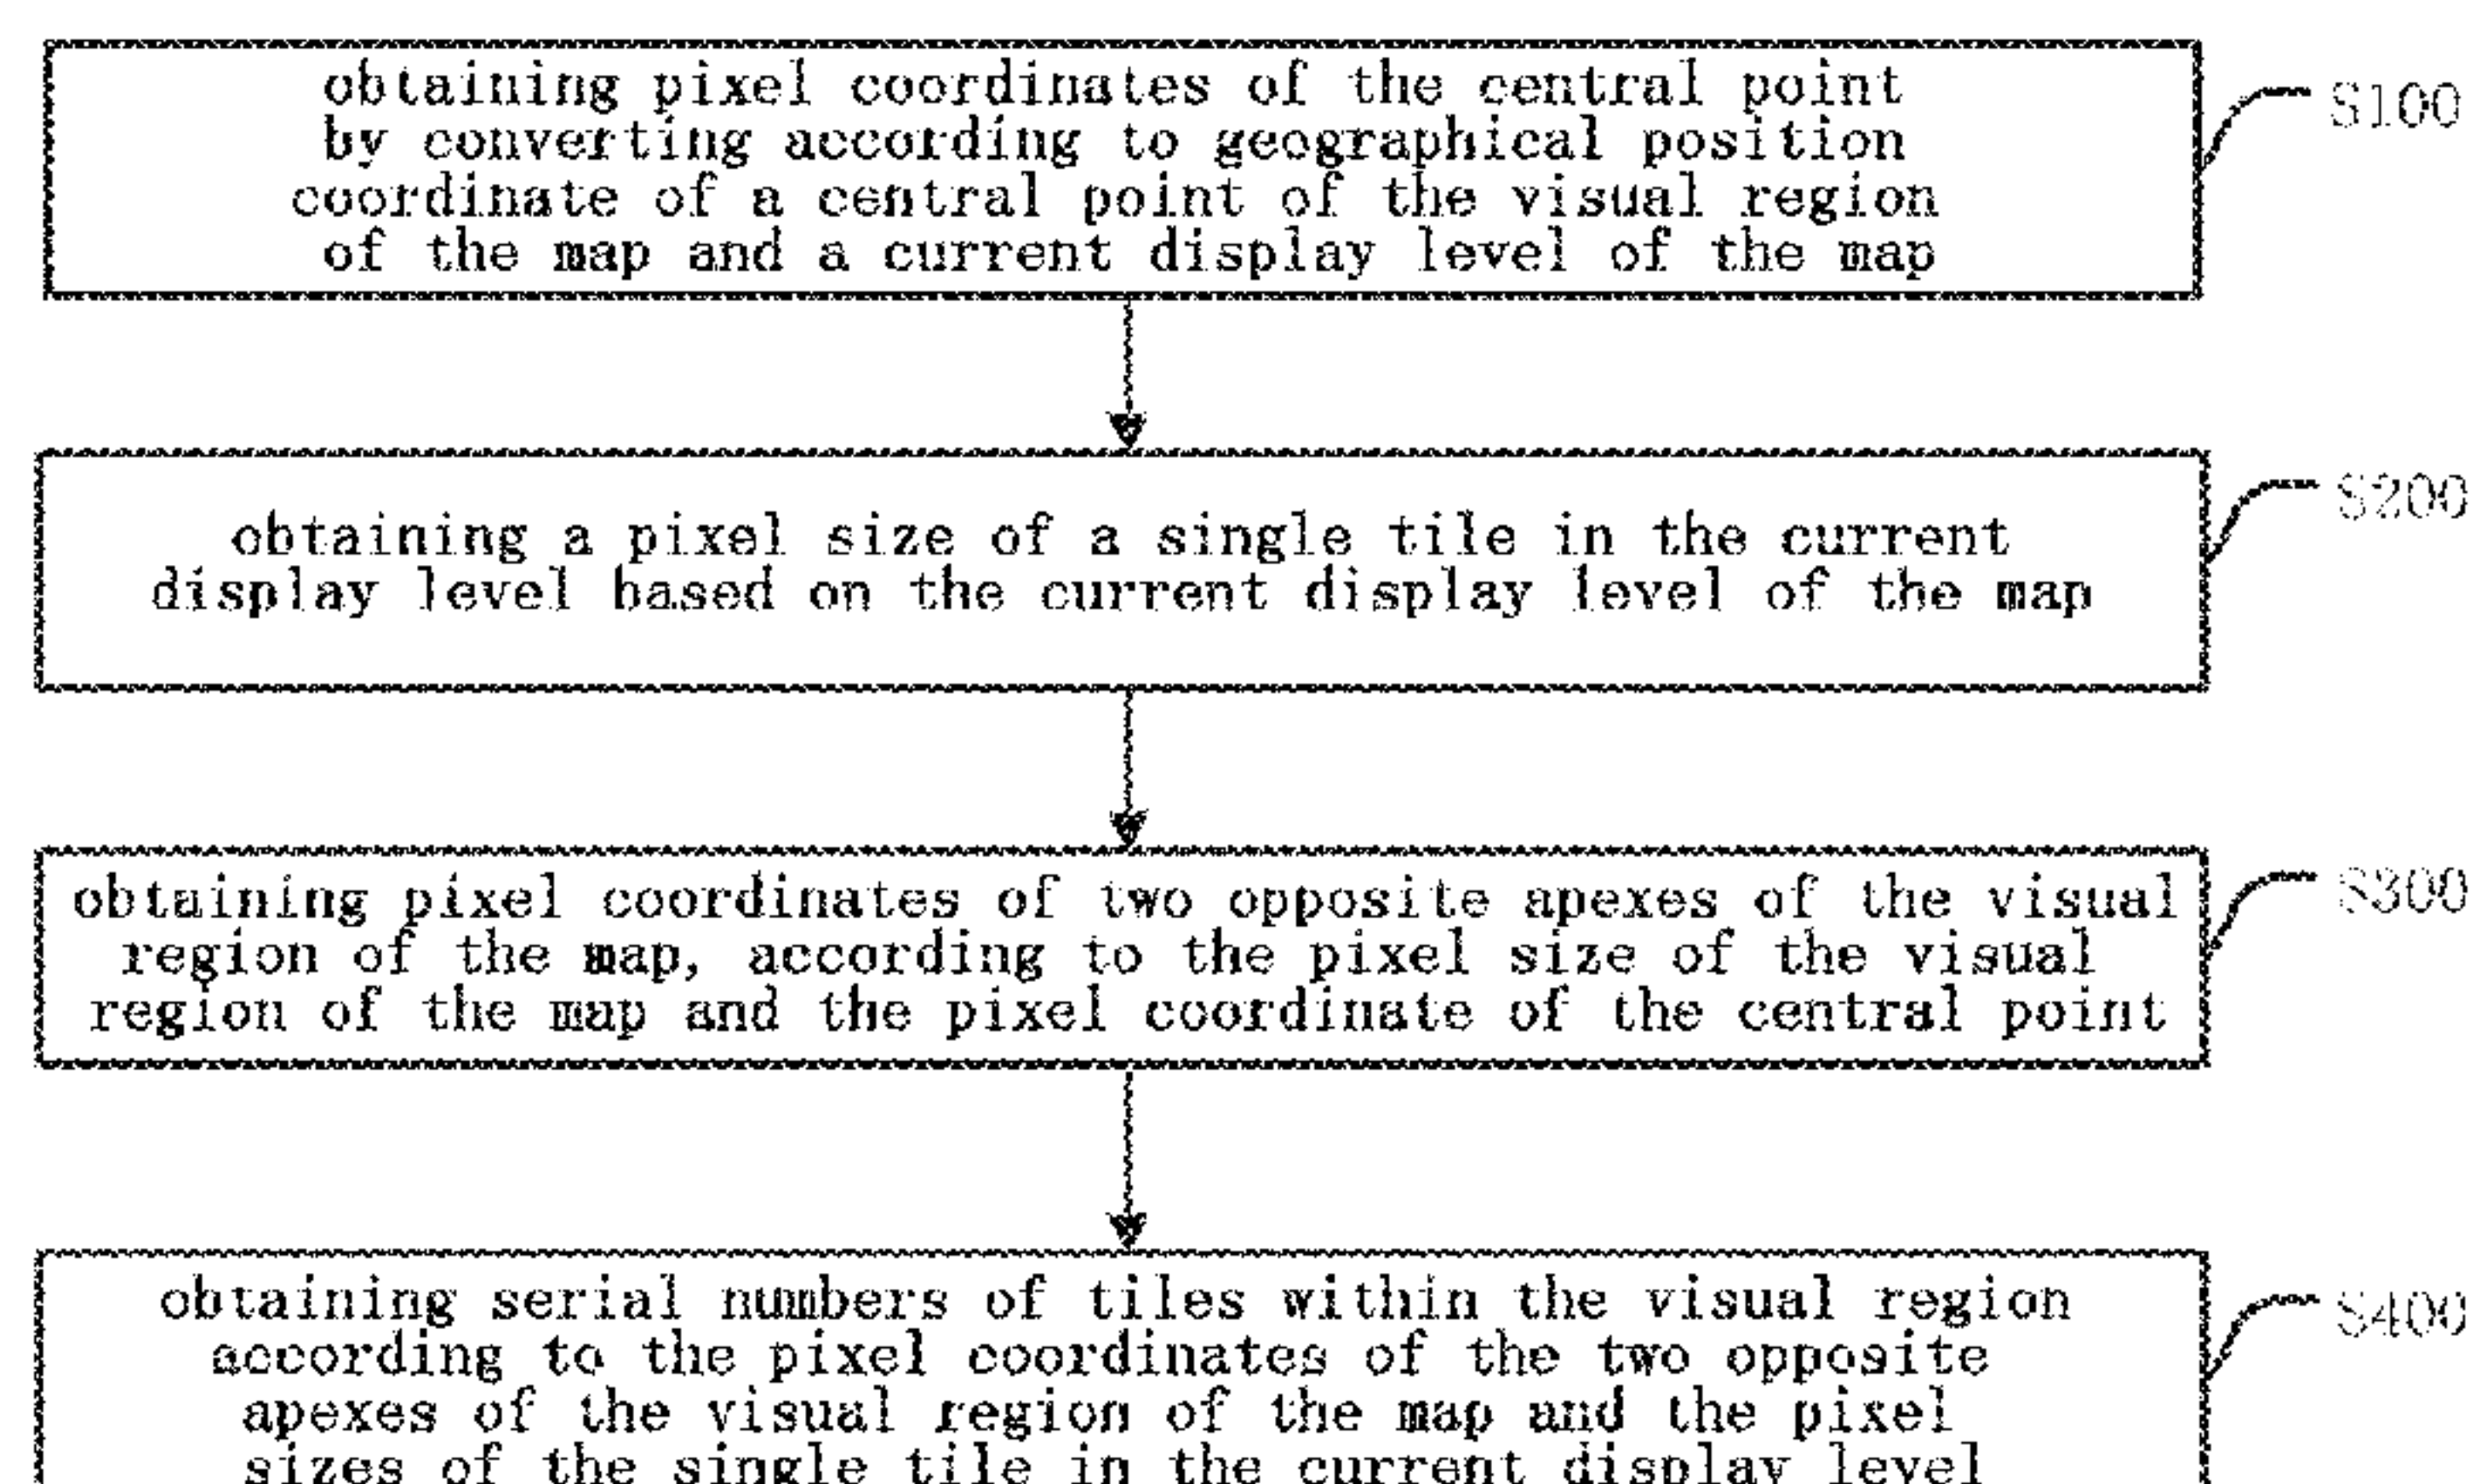 obtaining pixel coordinates of the central point
by converting according to geographical position
coordinate of a central point of the visual region
of the map and a current display level of the map
S100
obtaining a pixel size of a single tile in the current
display level based on the current display level of the map
S200
obtaining pixel coordinates of two opposite apexes of the visual
region of the map, according to the pixel size of the visual
region of the map and the pixel coordinate of the central point
S300
obtaining serial numbers of tiles within the visual region
according to the pixel coordinates of the two opposite
apexes of the visual region of the map and the pixel
sizes of the single tile in the current display level
S400